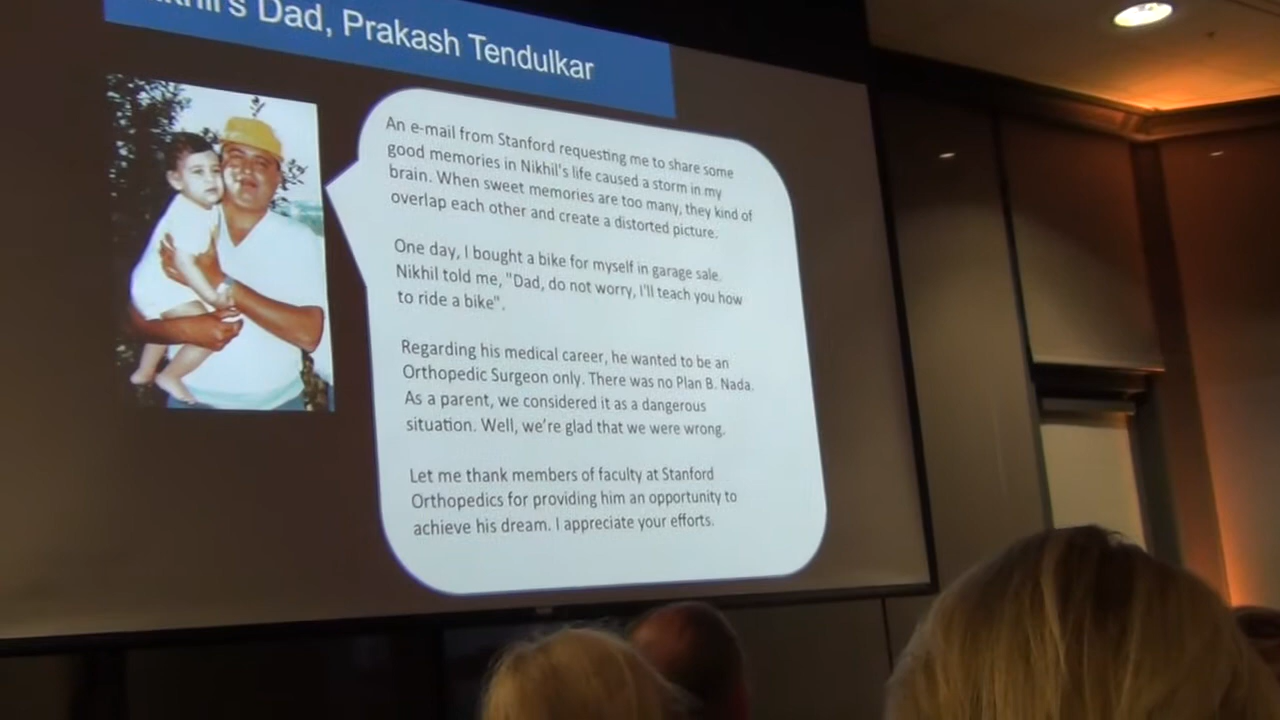 Nikhil's Dad, Prakash Tendulkar
An e-mail from Stanford requesting me to share some
good memories in Nikhil's life caused a storm in my
brain. When sweet memories are too many, they kind of
overlap each other and create a distorted picture.
One day, I bought a bike for myself in garage sale.
Nikhil told me, "Dad, do not worry, I'll teach you how
to ride a bike".
Regarding his medical career, he wanted to be an
Orthopedic Surgeon only. There was no Plan B. Nada.
As a parent, we considered it as a dangerous
situation. Well, we're glad that we were wrong.
Let me thank members of faculty at Stanford
Orthopedics for providing him an opportunity to
achieve his dream. I appreciate your efforts.